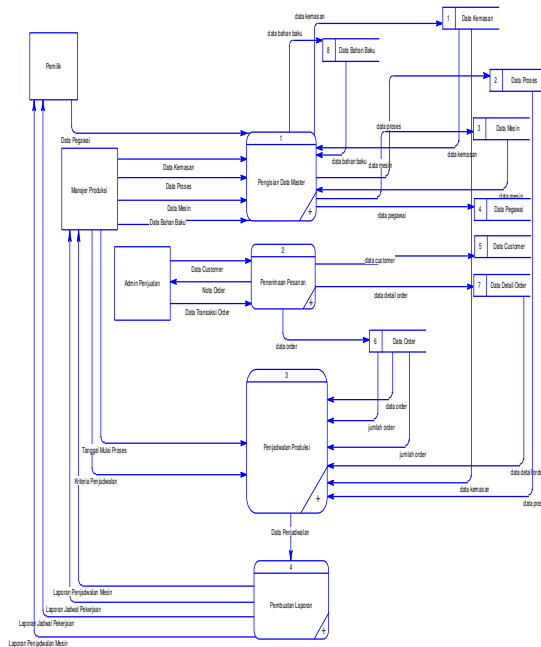 data kemasan
1 Data Kemasan
data bahan baku
8 Data Bahan Baku
Pemilik
2 Data Proses
data proses
3 Data Mesin
Data Pegawai
1
data kemasan
data bahan baku
data mesin
Data Kemasan
Manajer Produksi
Pengisian Data Master
Data Proses
data mesin
Data Mesin
4 Data Pegawai
data pegawai
Data Bahan Baku
+
2
5 Data Customer
data customer
Data Customer
Admin Penjualan
Penerimaan Pesanan
7 Data Detail Order
Nota Order
data detail order
Data Transaksi Order
+
6 Data Order
data order
3
data order
jumlah order
Penjadwalan Produksi
Tanggal Mulai Proses
jumlah order
data detail orde
Kriteria Penjadwalan
data kemasan
+
data pros
Data Penjadwalan
4
Laporan Penjadwalan Mesin
Pembuatan Laporan
Laporan Jadwal Pekerjaan
Laporan Jadwal Pekerjaan
+
Laporan Penjadwalan Mesin